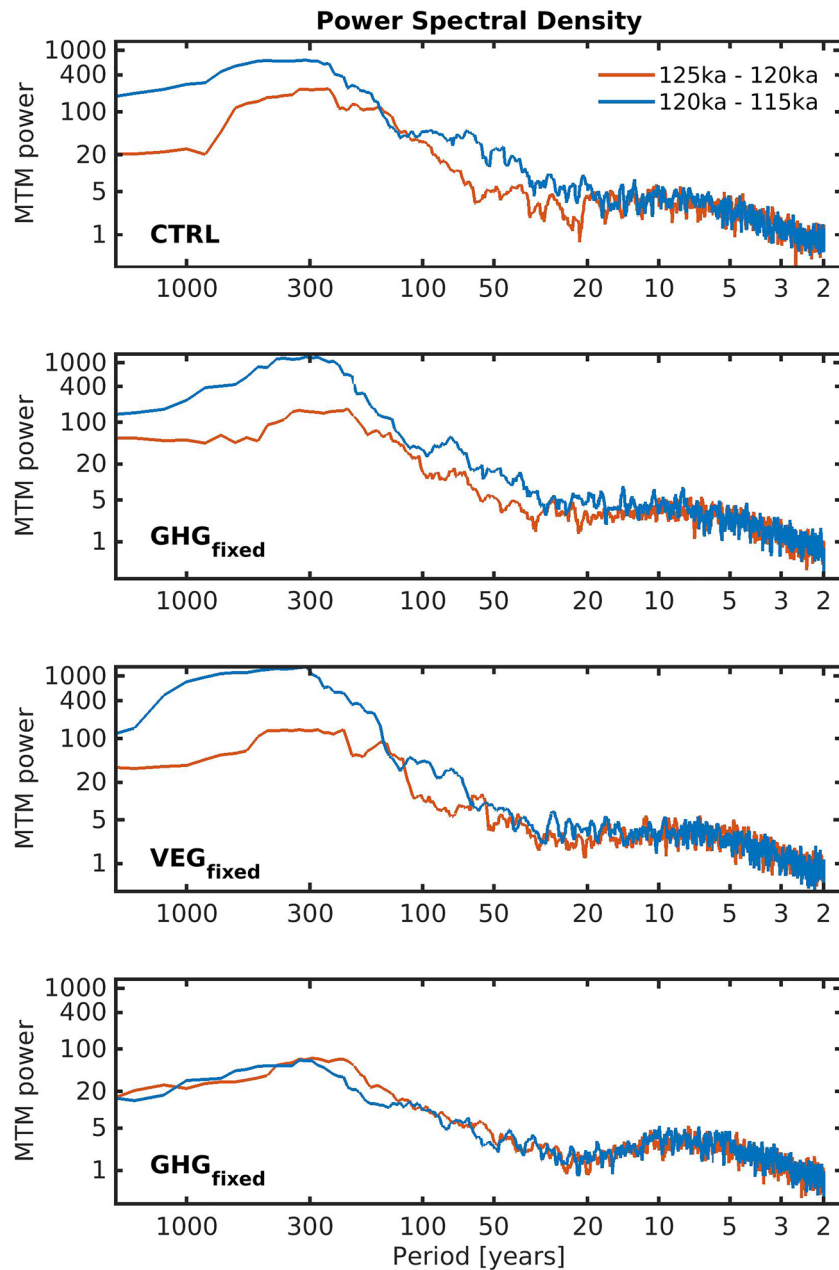 Power Spectral Density
1000
400
100
20
5
1
MTM power
125ka - 120ka
120ka - 115ka
CTRL
1000 300 100 50 20 10 5 3 2
1000
400
100
20
5
1
MTM power
GHG fixed
1000 300 100 50 20 10 5 3 2
1000
400
100
20
5
1
MTM power
VEG fixed
1000 300 100 50 20 10 5 3 2
1000
400
100
20
5
1
MTM power
GHG fixed
1000 300 100 50 20 10 5 3 2
Period [years]